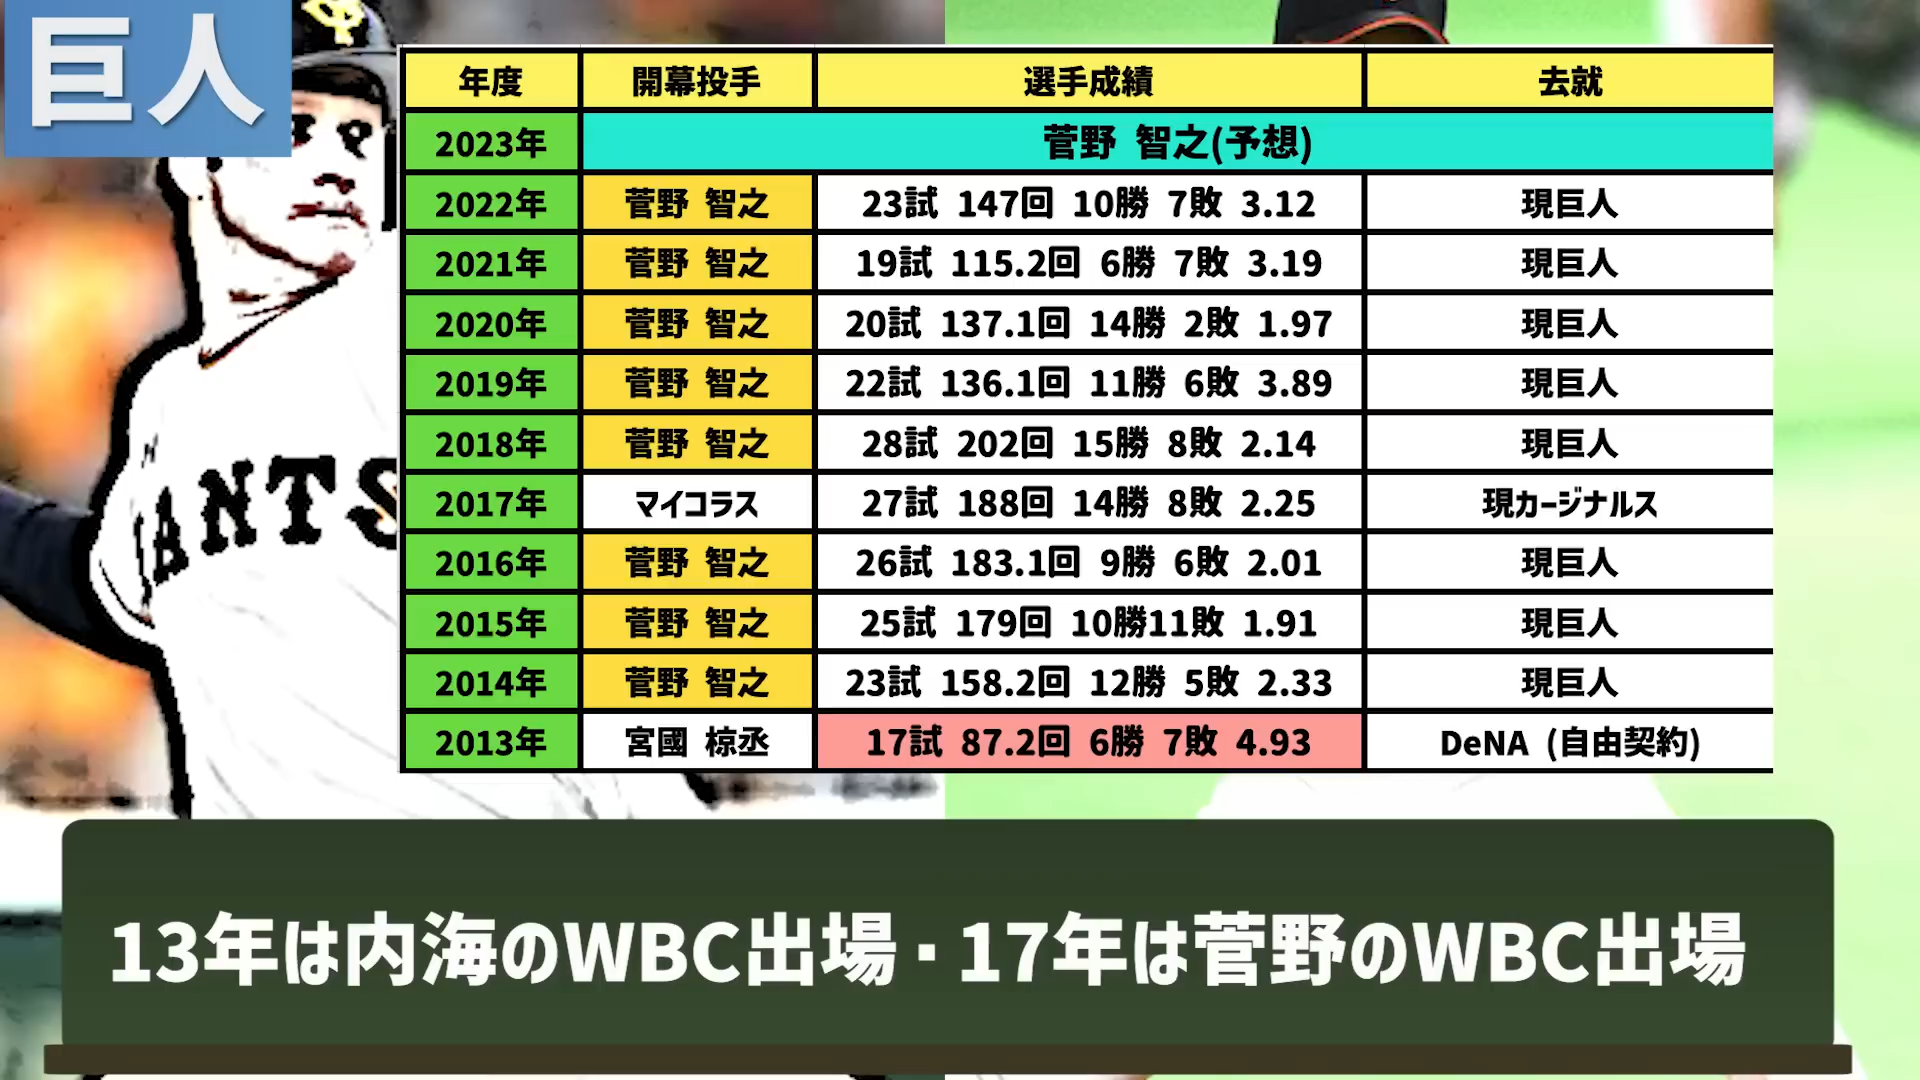 巨人
年度 開幕投手 選手成績 去就
2023年 菅野 智之(予想)
2022年 菅野 智之 23試 147回 10勝 7敗 3.12 現巨人
2021年 菅野 智之 19試 115.2回 6勝 7敗 3.19 現巨人
2020年 菅野 智之 20試 137.1回 14勝 2敗 1.97 現巨人
2019年 菅野 智之 22試 136.1回 11勝 6敗 3.89 現巨人
2018年 菅野 智之 28試 202回 15勝 8敗 2.14 現巨人
2017年 マイコラス 27試 188回 14勝 8敗 2.25 現カージナルス
2016年 菅野 智之 26試 183.1回 9勝 6敗 2.01 現巨人
2015年 菅野 智之 25試 179回 10勝11敗 1.91 現巨人
2014年 菅野 智之 23試 158.2回 12勝 5敗 2.33 現巨人
2013年 宮國 椋丞 17試 87.2回 6勝 7敗 4.93 DeNA (自由契約)
IANTS
13年は内海のWBC出場・17年は菅野のWBC出場